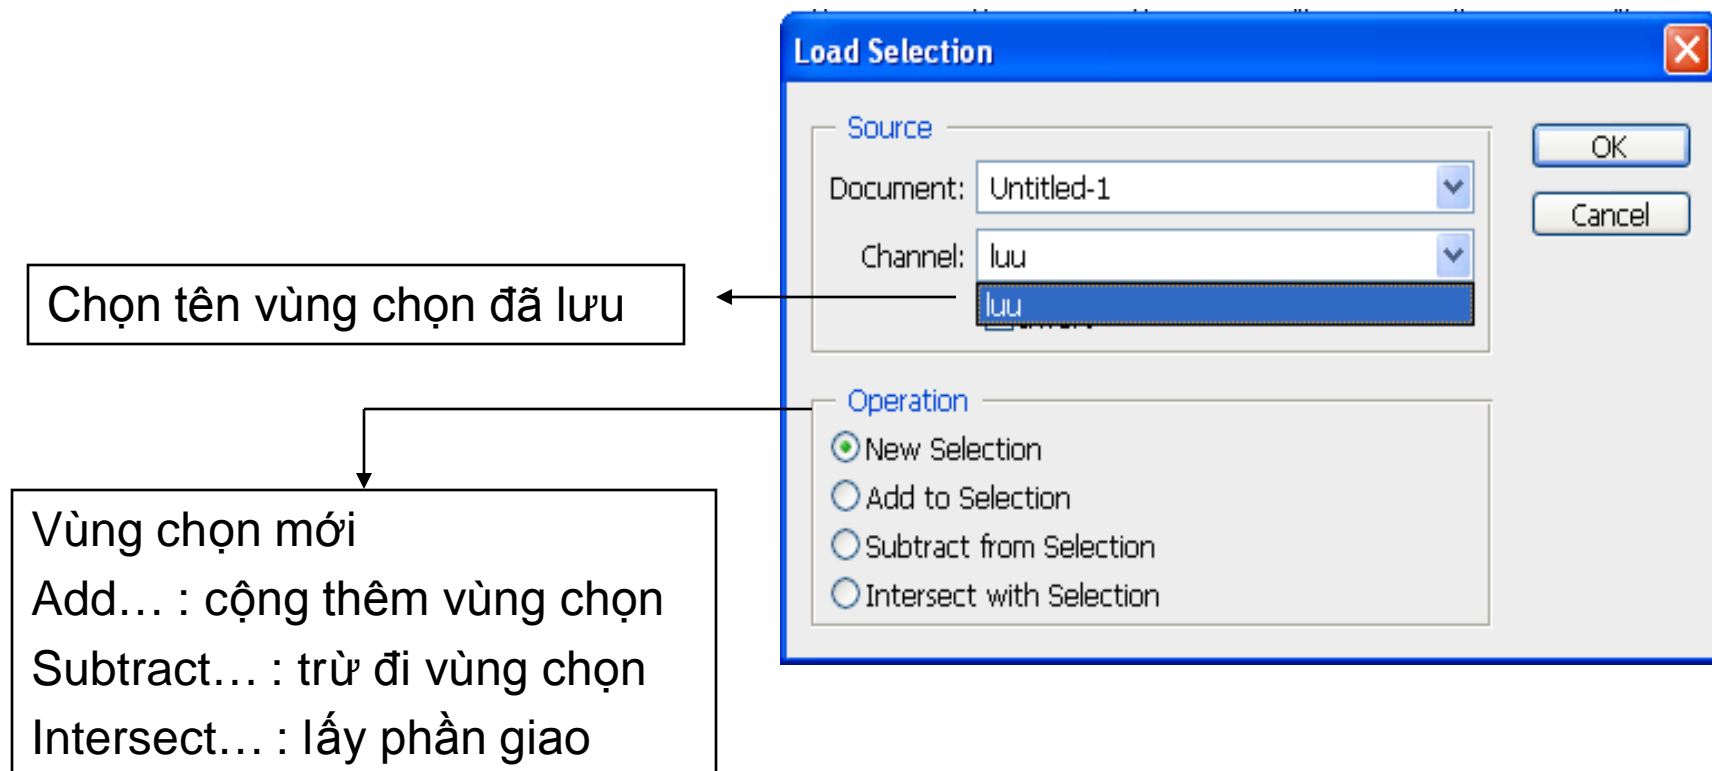 Load Selection
Source
OK
Document: Untitled-1
Cancel
Channel: luu
luu
Chọn tên vùng chọn đã lưu
Operation
New Selection
Add to Selection
Subtract from Selection
Intersect with Selection
Vùng chọn mới
Add… : cộng thêm vùng chọn
Subtract… : trừ đi vùng chọn
Intersect… : lấy phần giao